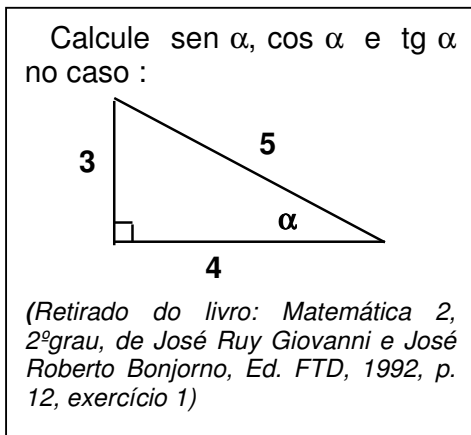 Calcule sen α, cos α e tg α
no caso :
3
5
α
4
(Retirado do livro: Matemática 2,
2ºgrau, de José Ruy Giovanni e José
Roberto Bonjorno, Ed. FTD, 1992, p.
12, exercício 1)